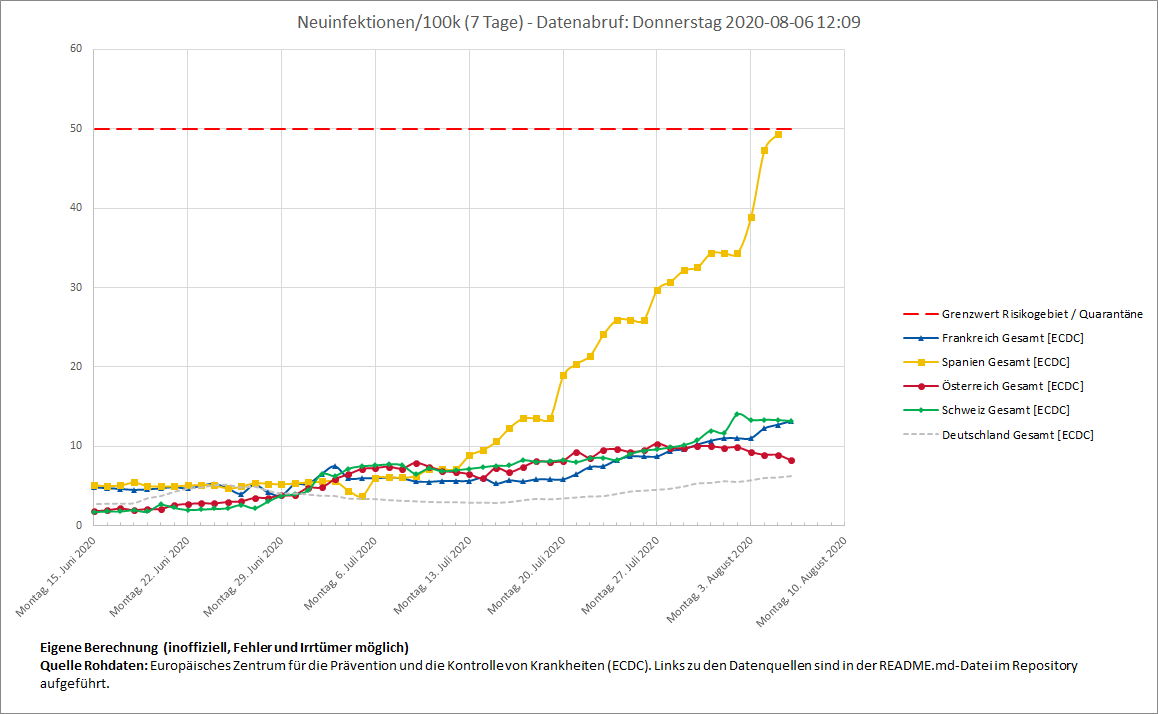 Neuinfektionen/100k (7 Tage) - Datenabruf: Donnerstag 2020-08-06 12:09
60
50
40
30
20
10
0
Montag, 15. Juni 2020
Montag, 22. Juni 2020
Montag, 29. Juni 2020
Montag, 6. Juli 2020
Montag, 13. Juli 2020
Montag, 20. Juli 2020
Montag, 27. Juli 2020
Montag, 3. August 2020
Montag, 10. August 2020
Grenzwert Risikogebiet / Quarantäne
Frankreich Gesamt [ECDC]
Spanien Gesamt [ECDC]
Österreich Gesamt [ECDC]
Schweiz Gesamt [ECDC]
Deutschland Gesamt [ECDC]
Eigene Berechnung (inoffiziell, Fehler und Irrtümer möglich)
Quelle Rohdaten: Europäisches Zentrum für die Prävention und die Kontrolle von Krankheiten (ECDC). Links zu den Datenquellen sind in der README.md-Datei im Repository
aufgeführt.